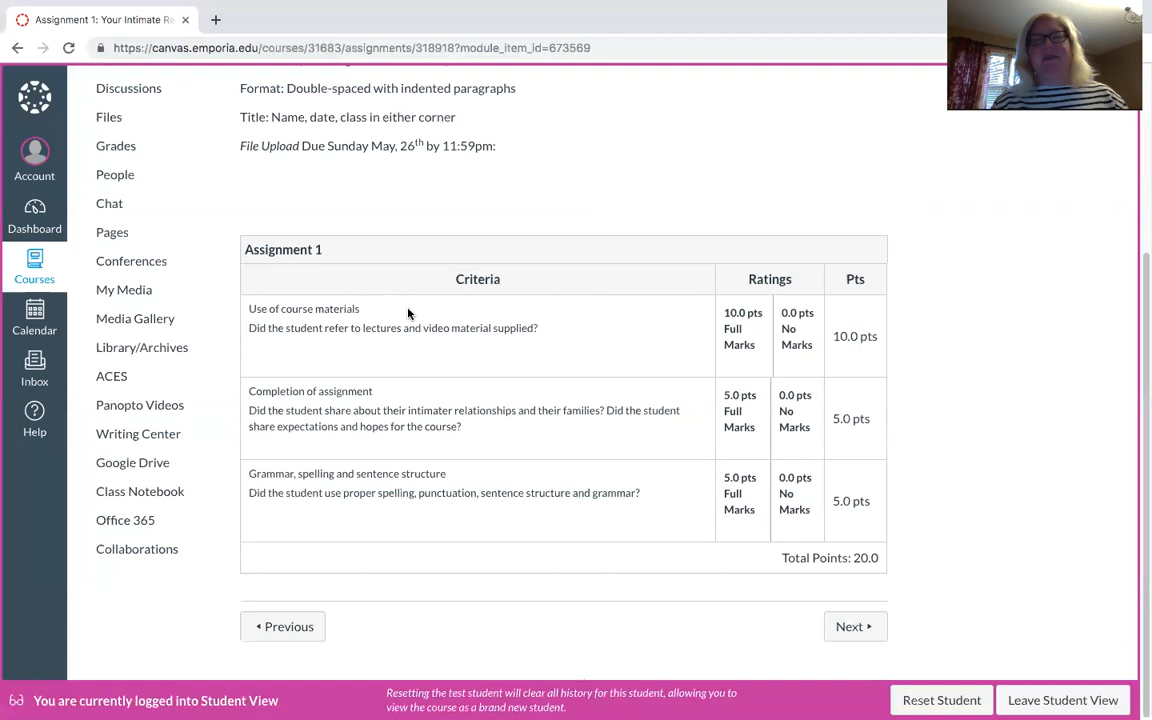 Assignment 1: Your Intimate Re
https://canvas.emporia.edu/courses/31683/assignments/318918?module_item_id=673569
Account
Dashboard
Courses
Calendar
Inbox
Help
Discussions
Files
Grades
People
Chat
Pages
Conferences
My Media
Media Gallery
Library/Archives
ACES
Panopto Videos
Writing Center
Google Drive
Class Notebook
Office 365
Collaborations
Format: Double-spaced with indented paragraphs
Title: Name, date, class in either corner
File Upload Due Sunday May, 26th by 11:59pm:
Assignment 1
Criteria Ratings Pts
Use of course materials
Did the student refer to lectures and video material supplied?
10.0 pts
Full
Marks
0.0 pts
No
Marks
10.0 pts
Completion of assignment
Did the student share about their intimater relationships and their families? Did the student
share expectations and hopes for the course?
5.0 pts
Full
Marks
0.0 pts
No
Marks
5.0 pts
Grammar, spelling and sentence structure
Did the student use proper spelling, punctuation, sentence structure and grammar?
5.0 pts
Full
Marks
0.0 pts
No
Marks
5.0 pts
Total Points: 20.0
Previous
Next
You are currently logged into Student View
Resetting the test student will clear all history for this student, allowing you to
view the course as a brand new student.
Reset Student
Leave Student View